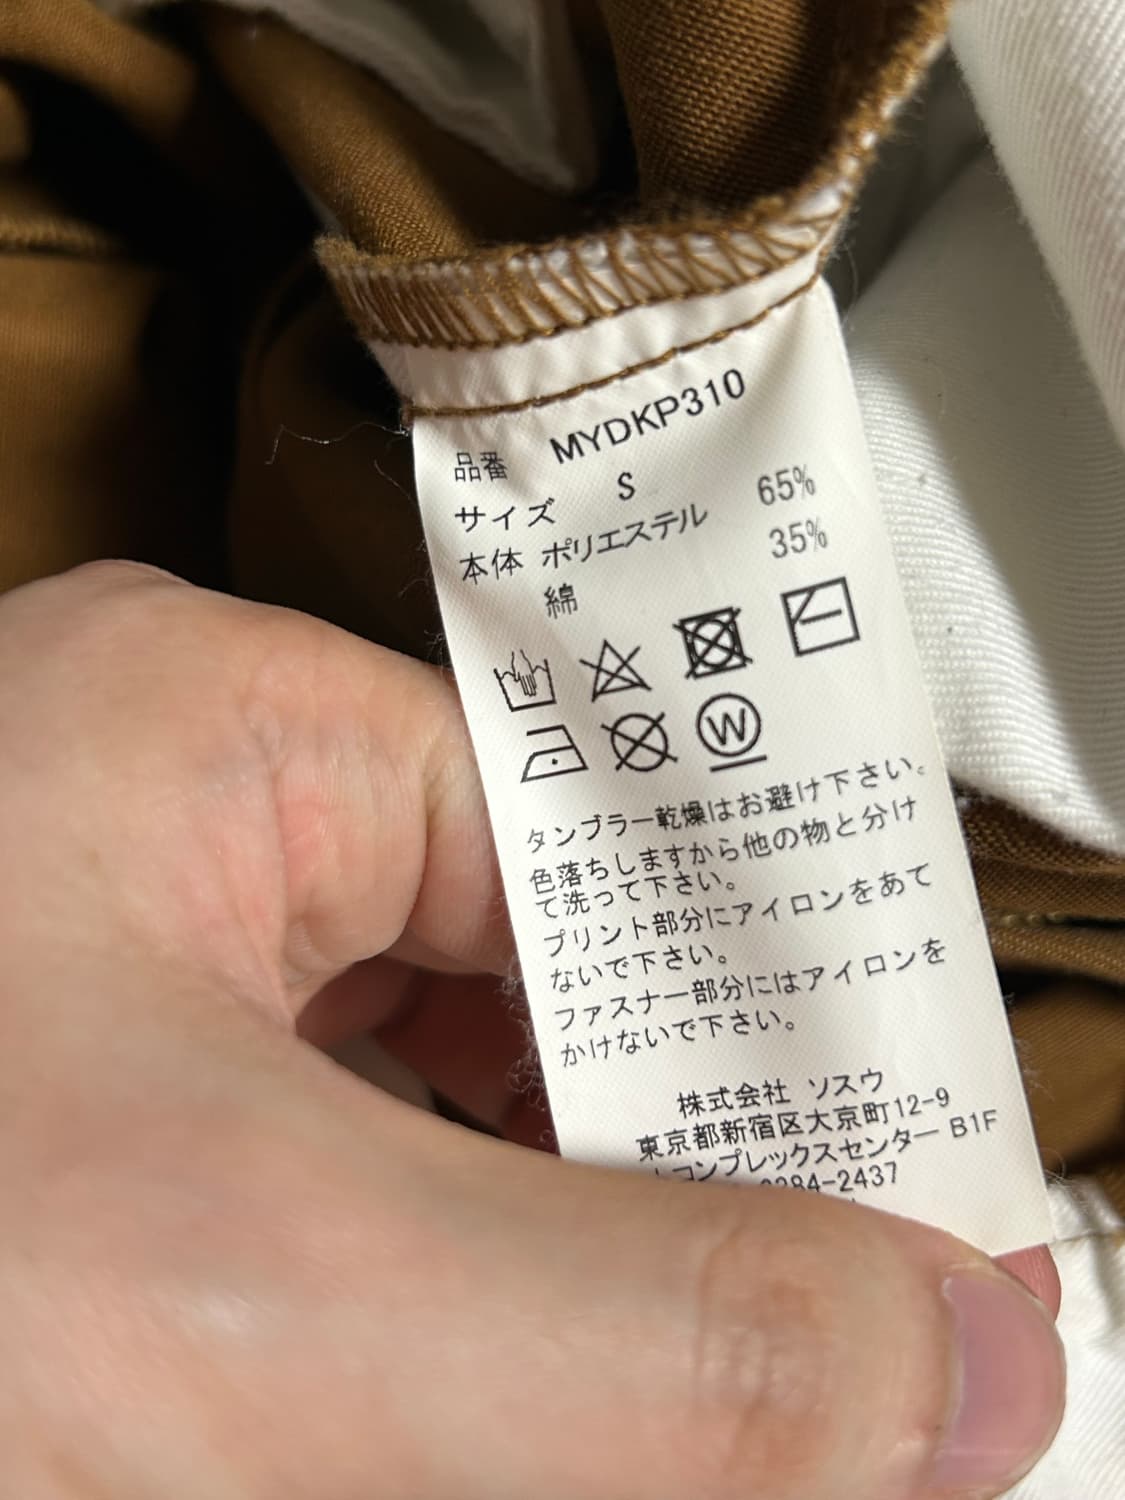 品番 MYDKP310
サイズ S
本体 ポリエステル 65%
綿 35%
W
タンブラー乾燥はお避け下さい。
色落ちしますから他の物と分け
て洗って下さい。
プリント部分にアイロンをあて
ないで下さい。
ファスナー部分にはアイロンを
かけないで下さい。
株式会社 ソスウ
東京都新宿区大京町12-9
コンプレックスセンター B1F
3284-2437